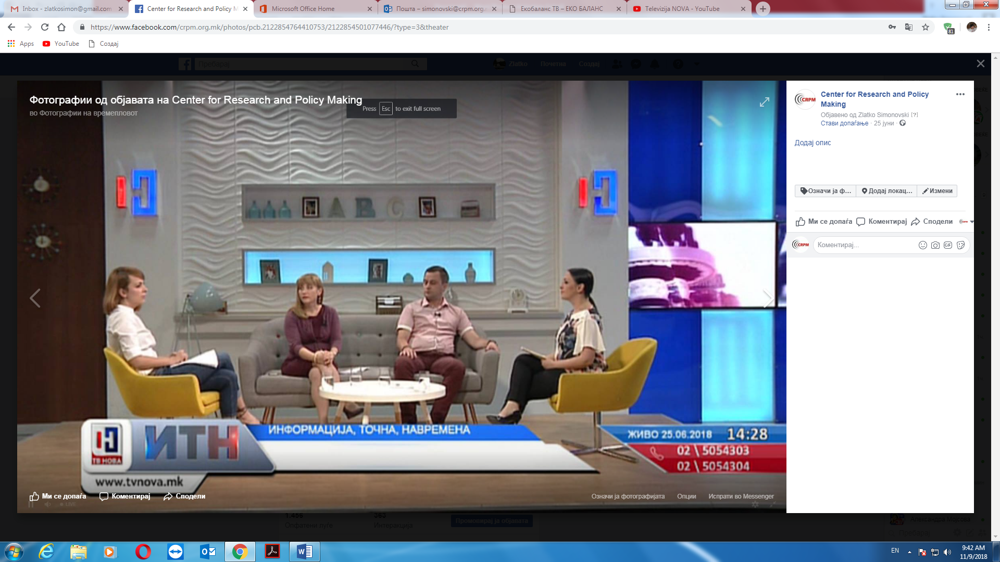 Inbox - zlatkosimon@gmail.com
Center for Research and Policy M
Microsoft Office Home
Пошта – simonovski@crpm.org.
Екобаланс ТВ – ЕКО БАЛАНС
Televizija NOVA - YouTube
https://www.facebook.com/crpm.org.mk/photos/pcb.2122854764410753/2122854501077446/?type=3&theater
81
Apps
YouTube
Создај
Пребарај
Zlatko
Почетна
Создај
Фотографии од објавата на Center for Research and Policy Making
во Фотографии на времепловот
Press Esc to exit full screen
A B C
ИНФОРМАЦИЈА, ТОЧНА, НАВРЕМЕНА
ИТН
ТВ НОВА
www.tvnova.mk
ЖИВО 25.06.2018 14:28
02 \ 5054303
02 \ 5054304
Ми се допаѓа
Коментирај
Сподели
LIVE
Означи ја фотографијата
Опции
Испрати во Messenger
CRPM
Center for Research and Policy
Making
Објавено од Zlatko Simonovski [?]
Стави допаѓање · 25 јуни ·
Додај опис
Означи ја ф...
Додај локац...
Измени
Ми се допаѓа
Коментирај
Сподели
CRPM
CRPM
Коментирај...
GIF
1.456
363
Опфатени луѓе
Интеракција
Промовирај ја објавата
Александра Мојсова
Пребарај
EN
9:42 AM
11/9/2018